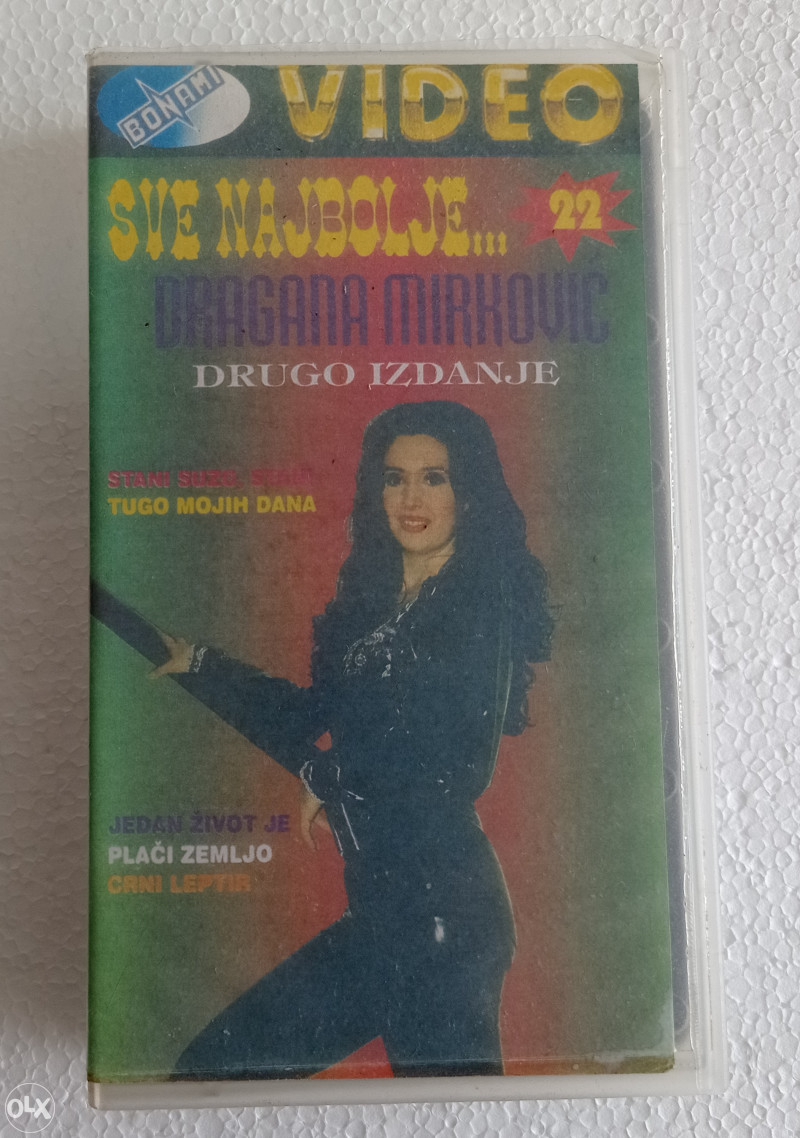 BONAMI
VIDEO
SVE NAJBOLJE...
22
DRAGANA MIRKOVIĆ
DRUGO IZDANJE
STANI SUZO, STANI
TUGO MOJIH DANA
JEDAN ŽIVOT JE
PLAČI ZEMLJO
CRNI LEPTIR
OLX